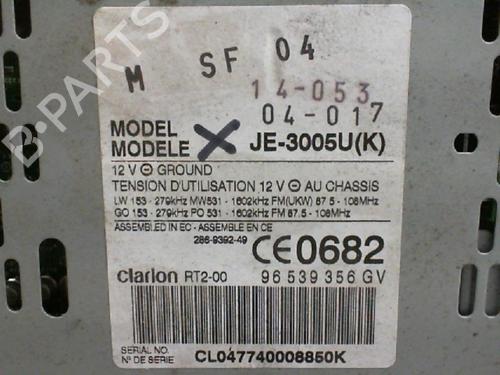 B-PARTS
M SF 04
14-053
04-017
MODEL
MODELE JE-3005U(K)
12 V ⊖ GROUND
TENSION D'UTILISATION 12 V ⊖ AU CHASSIS
LW 153 - 279kHz MW531 - 1602kHz FM(UKW) 87.5 - 108MHz
GO 153 - 279kHz PO 531 - 1602kHz FM 87.5 - 108MHz
ASSEMBLED IN EC - ASSEMBLE EN CE
286-9392-49
CE0682
Clarion RT2-00 96 539 356 GV
SERIAL NO.
N° DE SERIE CL047740008850K